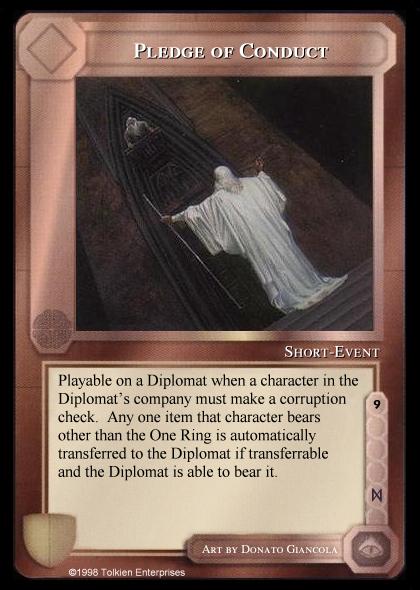 Pledge of Conduct
Short-Event
Playable on a Diplomat when a character in the
Diplomat's company must make a corruption
check.  Any one item that character bears
other than the One Ring is automatically
transferred to the Diplomat if transferrable
and the Diplomat is able to bear it.
9
ᛞ
Art by Donato Giancola
©1998 Tolkien Enterprises